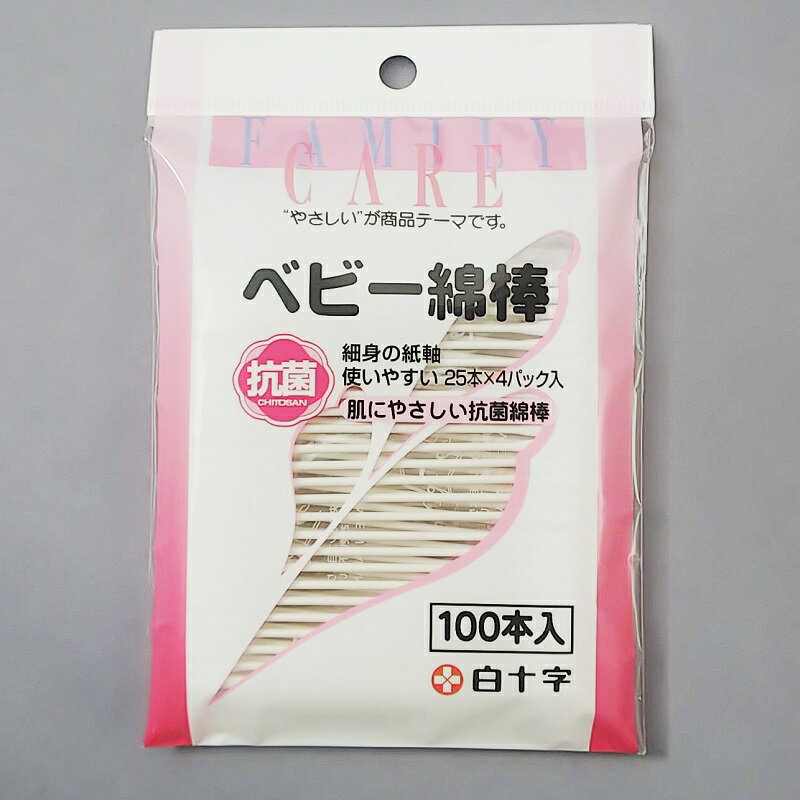 FAMILY
CARE
“やさしい”が商品テーマです。
ベビー綿棒
抗菌
CHITOSAN
細身の紙軸
使いやすい 25本×4パック入
肌にやさしい抗菌綿棒
100本入
白十字